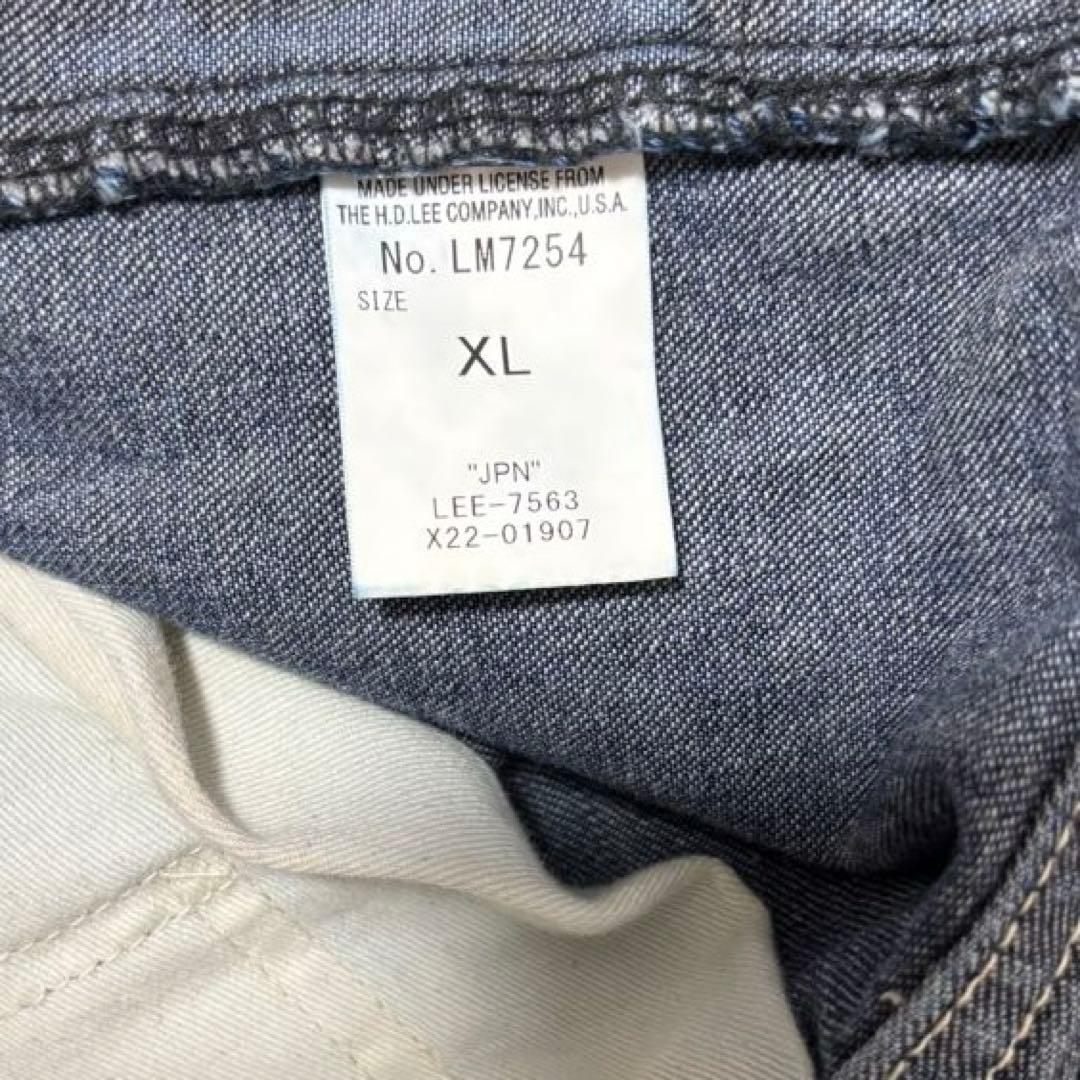 MADE UNDER LICENSE FROM
THE H.D.LEE COMPANY,INC.,U.S.A.
No. LM7254
SIZE
XL
"JPN"
LEE-7563
X22-01907